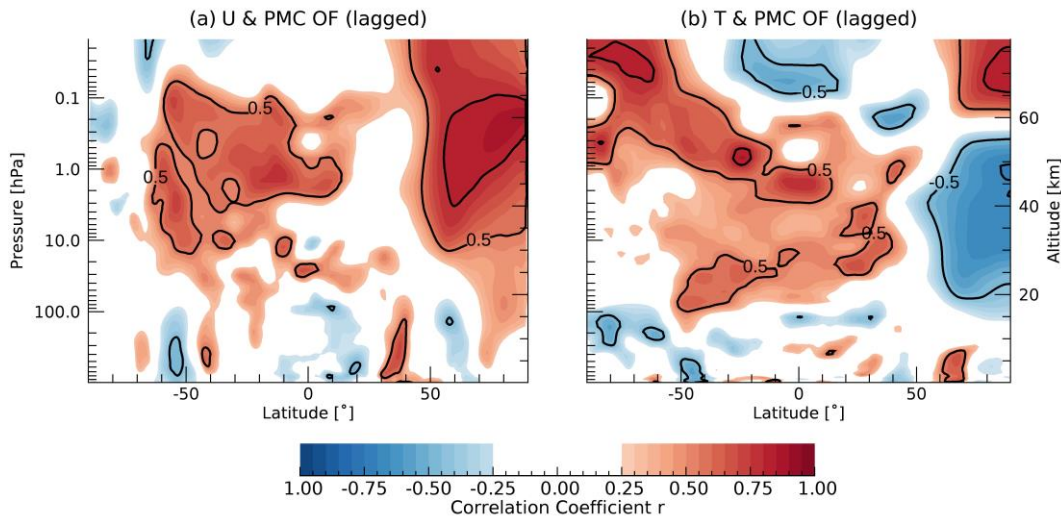 (a) U & PMC OF (lagged)
(b) T & PMC OF (lagged)
Pressure [hPa]
0.1
1.0
10.0
100.0
0.5
0.5
0.5
-50
0
50
Latitude [˚]
0.5
0.5
-0.5
0.5
0.5
60
40
20
Altitude [km]
-50
0
50
Latitude [˚]
1.00 -0.75 -0.50 -0.25 0.00 0.25 0.50 0.75 1.00
Correlation Coefficient r